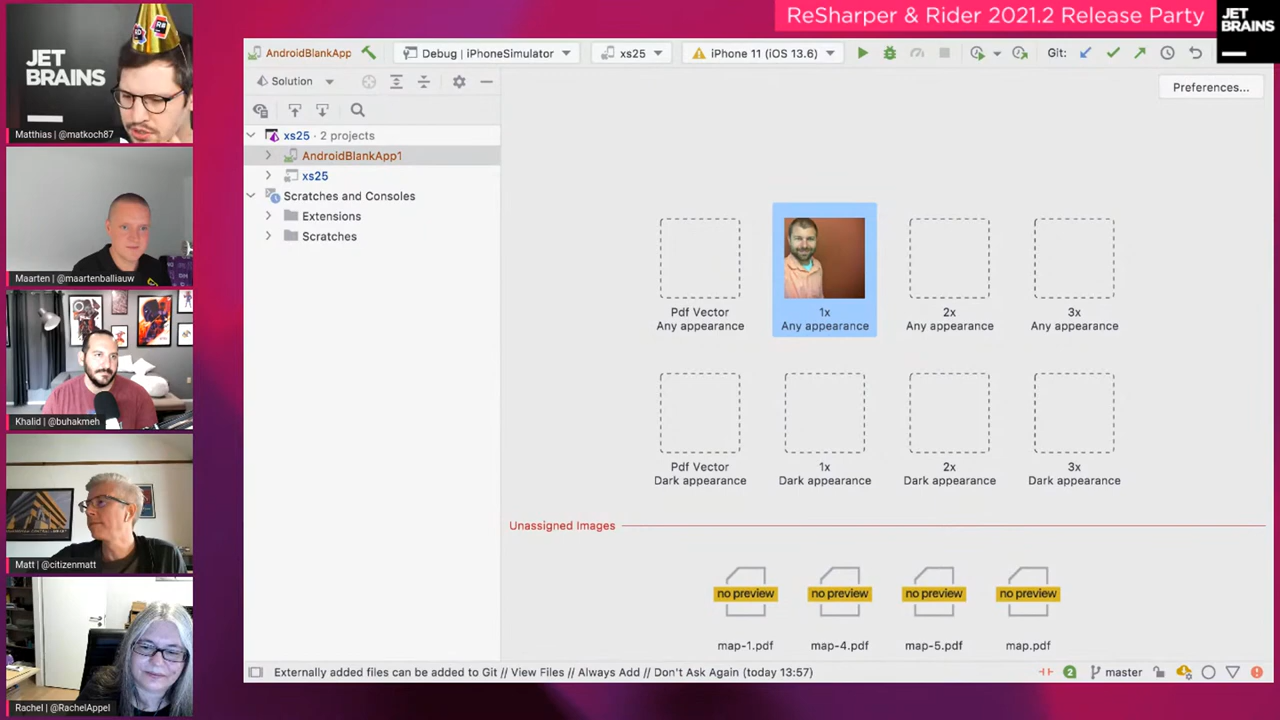 ReSharper & Rider 2021.2 Release Party
JET
BRAINS
JET
BRAINS
Matthias | @matkoch87
Maarten | @maartenballiauw
Khalid | @buhakmeh
Matt | @citizenmatt
Rachel | @RachelAppel
AndroidBlankApp
Debug | iPhoneSimulator
xs25
iPhone 11 (iOS 13.6)
Git:
Solution
Preferences...
xs25 · 2 projects
AndroidBlankApp1
xs25
Scratches and Consoles
Extensions
Scratches
Pdf Vector
Any appearance
1x
Any appearance
2x
Any appearance
3x
Any appearance
Pdf Vector
Dark appearance
1x
Dark appearance
2x
Dark appearance
3x
Dark appearance
Unassigned Images
no preview
no preview
no preview
no preview
map-1.pdf
map-4.pdf
map-5.pdf
map.pdf
Externally added files can be added to Git // View Files // Always Add // Don't Ask Again (today 13:57)
2
master